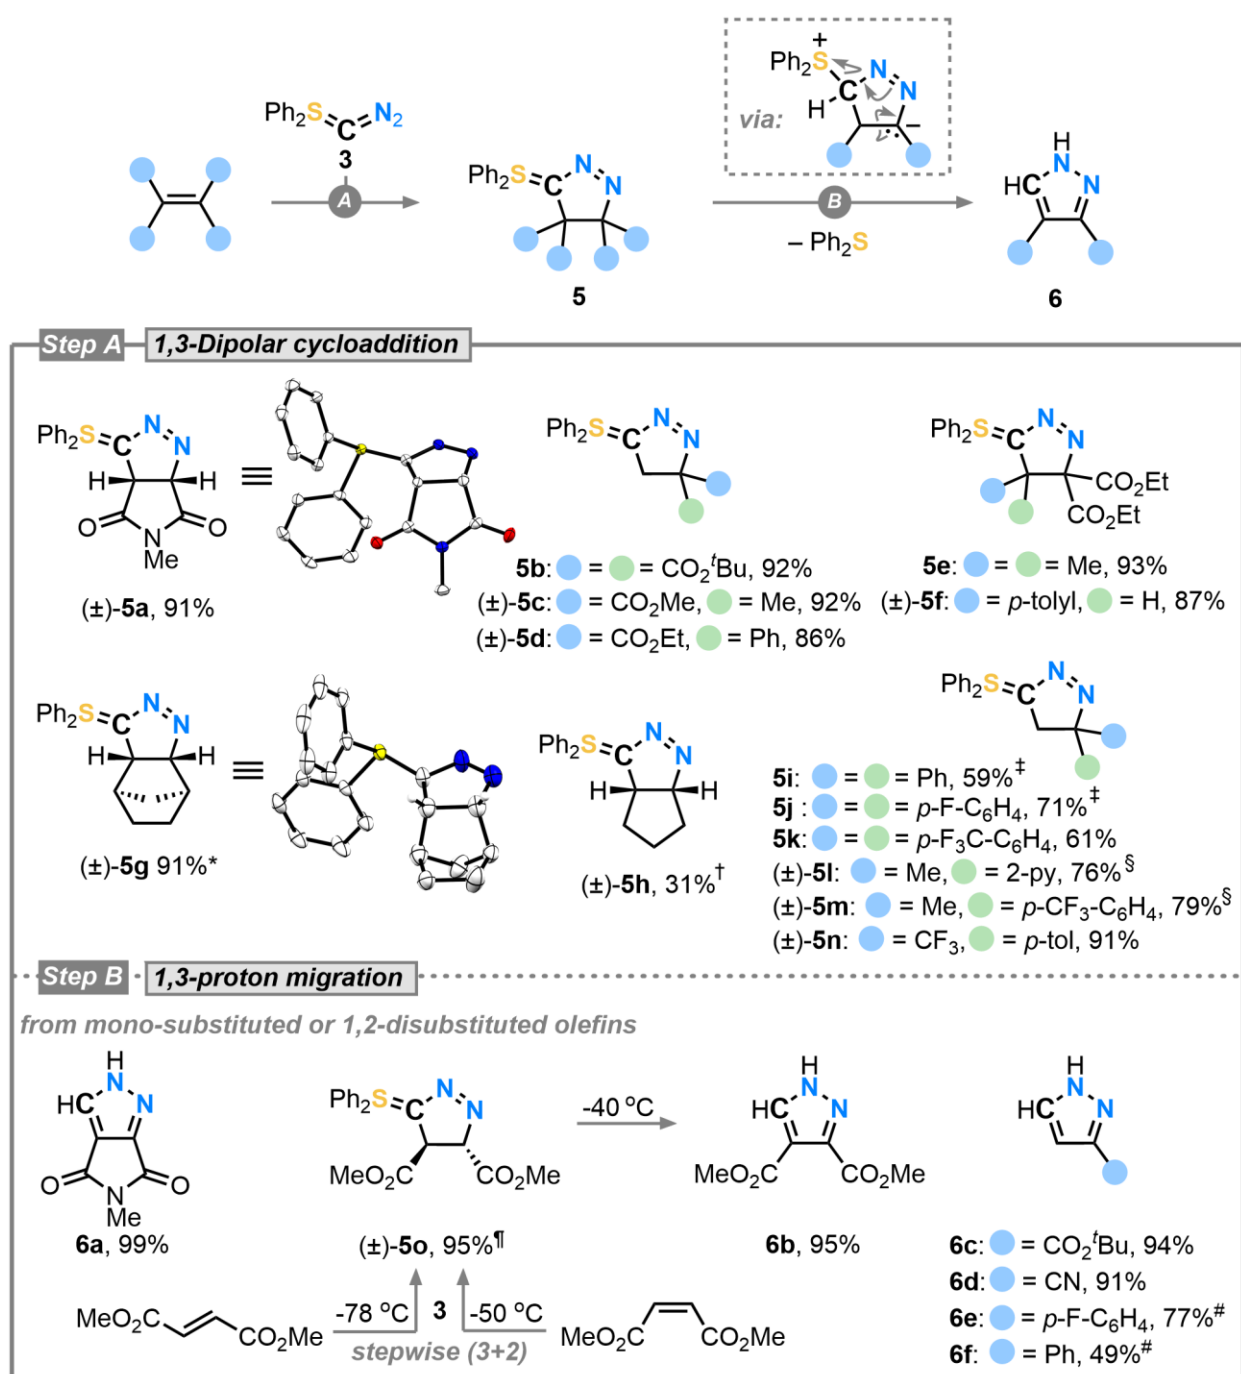 Ph2S=C=N2
3
A
Ph2S=C N N
5
via:
+
Ph2S N N
H C
–
B
– Ph2S
H
HC N N
6
Step A 1,3-Dipolar cycloaddition
Ph2S=C N N
H H
O N O
Me
(±)-5a, 91%
Ph2S=C N N
5b: = = CO2tBu, 92%
(±)-5c: = CO2Me, = Me, 92%
(±)-5d: = CO2Et, = Ph, 86%
Ph2S=C N N
CO2Et
CO2Et
5e: = = Me, 93%
(±)-5f: = p-tolyl, = H, 87%
Ph2S=C N N
H H
(±)-5g 91%*
Ph2S=C N N
H H
(±)-5h, 31%†
Ph2S=C N N
5i: = = Ph, 59%‡
5j : = = p-F-C6H4, 71%‡
5k: = = p-F3C-C6H4, 61%
(±)-5l: = Me, = 2-py, 76%§
(±)-5m: = Me, = p-CF3-C6H4, 79%§
(±)-5n: = CF3, = p-tol, 91%
Step B 1,3-proton migration
from mono-substituted or 1,2-disubstituted olefins
H
HC N N
O N O
Me
6a, 99%
Ph2S=C N N
MeO2C CO2Me
(±)-5o, 95%¶
-40 oC
H
HC N N
MeO2C CO2Me
6b, 95%
H
HC N N
6c: = CO2tBu, 94%
6d: = CN, 91%
6e: = p-F-C6H4, 77%#
6f: = Ph, 49%#
MeO2C CO2Me
-78 oC 3 -50 oC
stepwise (3+2)
MeO2C CO2Me